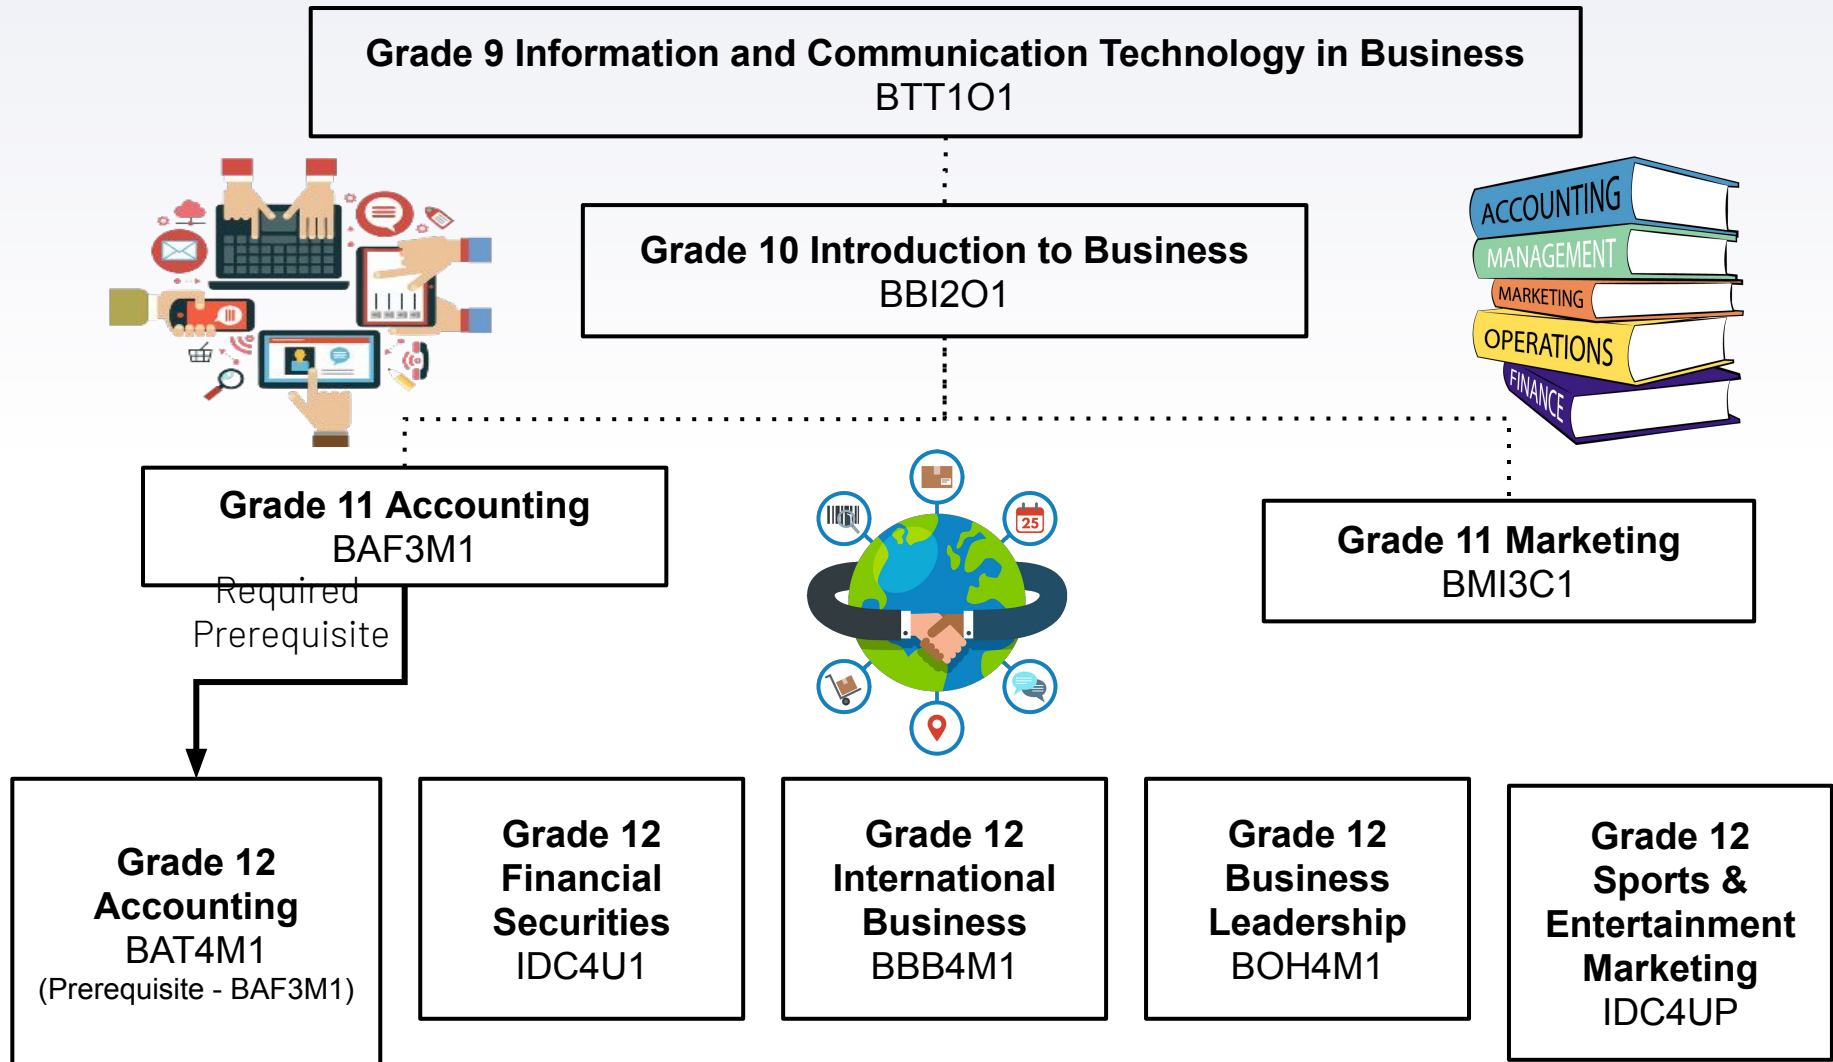 Grade 9 Information and Communication Technology in Business
BTT1O1
Grade 10 Introduction to Business
BBI2O1
ACCOUNTING
MANAGEMENT
MARKETING
OPERATIONS
FINANCE
Grade 11 Accounting
BAF3M1
Required
Prerequisite
25
Grade 11 Marketing
BMI3C1
Grade 12
Accounting
BAT4M1
(Prerequisite - BAF3M1)
Grade 12
Financial
Securities
IDC4U1
Grade 12
International
Business
BBB4M1
Grade 12
Business
Leadership
BOH4M1
Grade 12
Sports &
Entertainment
Marketing
IDC4UP